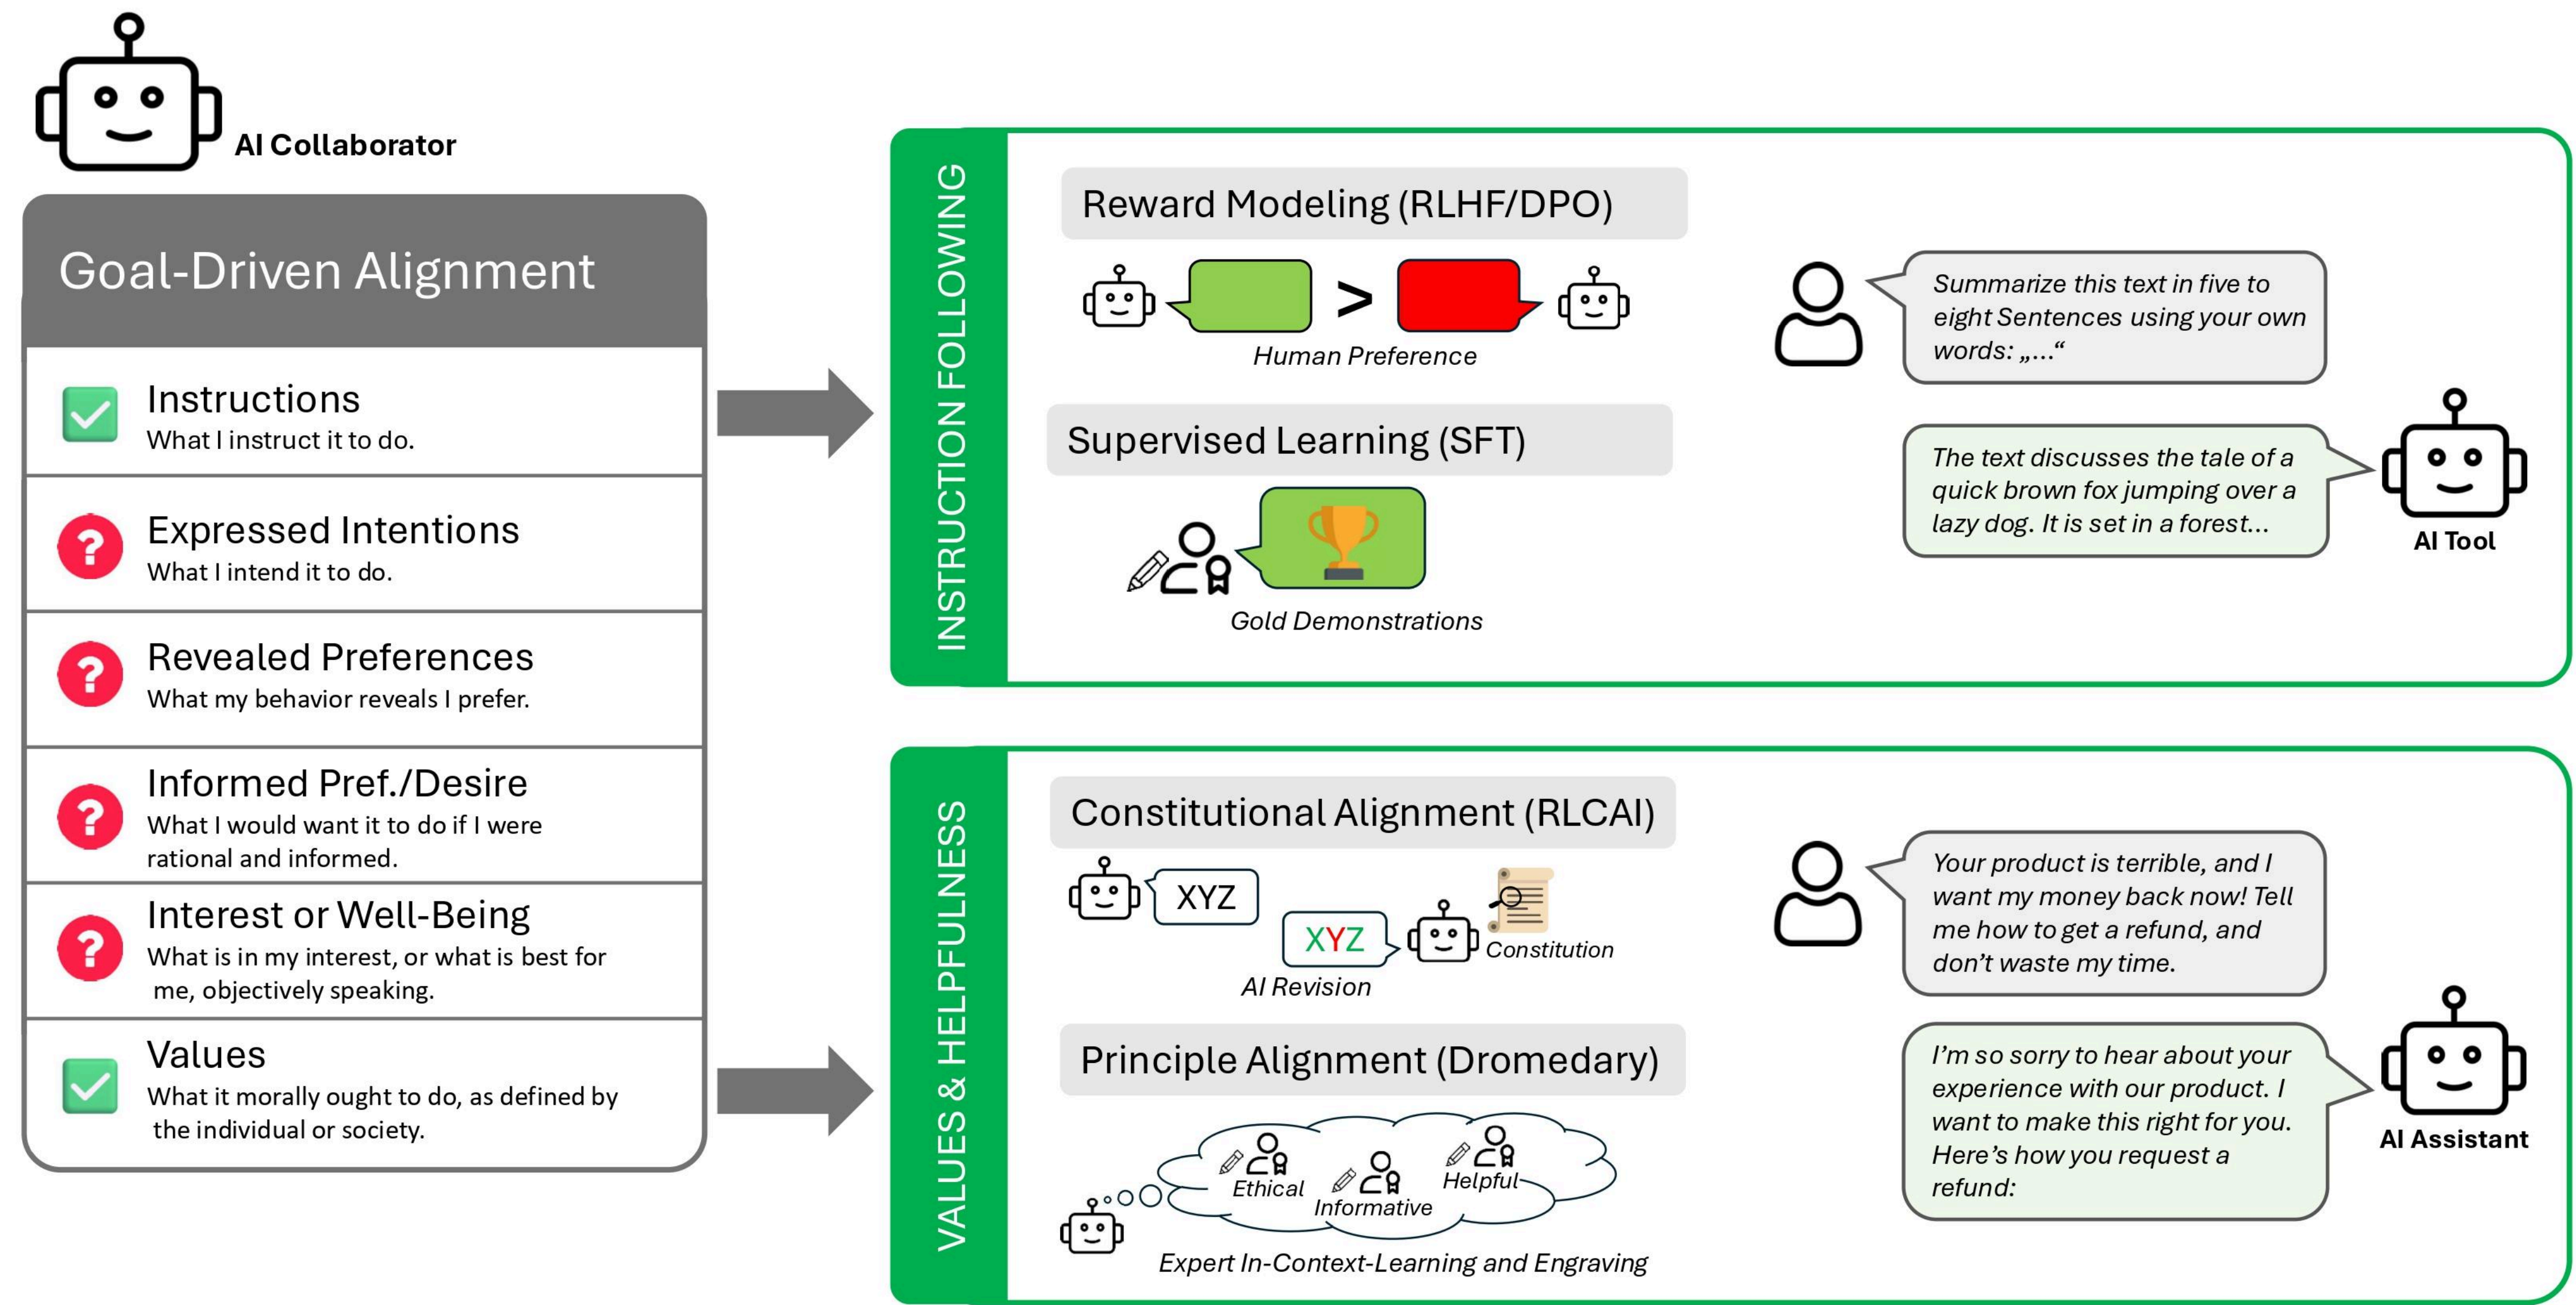 AI Collaborator
Goal-Driven Alignment
Instructions
What I instruct it to do.
Expressed Intentions
What I intend it to do.
Revealed Preferences
What my behavior reveals I prefer.
Informed Pref./Desire
What I would want it to do if I were
rational and informed.
Interest or Well-Being
What is in my interest, or what is best for
me, objectively speaking.
Values
What it morally ought to do, as defined by
the individual or society.
INSTRUCTION FOLLOWING
Reward Modeling (RLHF/DPO)
>
Human Preference
Supervised Learning (SFT)
Gold Demonstrations
Summarize this text in five to
eight Sentences using your own
words: „...“
The text discusses the tale of a
quick brown fox jumping over a
lazy dog. It is set in a forest...
AI Tool
VALUES & HELPFULNESS
Constitutional Alignment (RLCAI)
XYZ
XYZ
Constitution
AI Revision
Principle Alignment (Dromedary)
Ethical
Informative
Helpful
Expert In-Context-Learning and Engraving
Your product is terrible, and I
want my money back now! Tell
me how to get a refund, and
don’t waste my time.
I’m so sorry to hear about your
experience with our product. I
want to make this right for you.
Here’s how you request a
refund:
AI Assistant